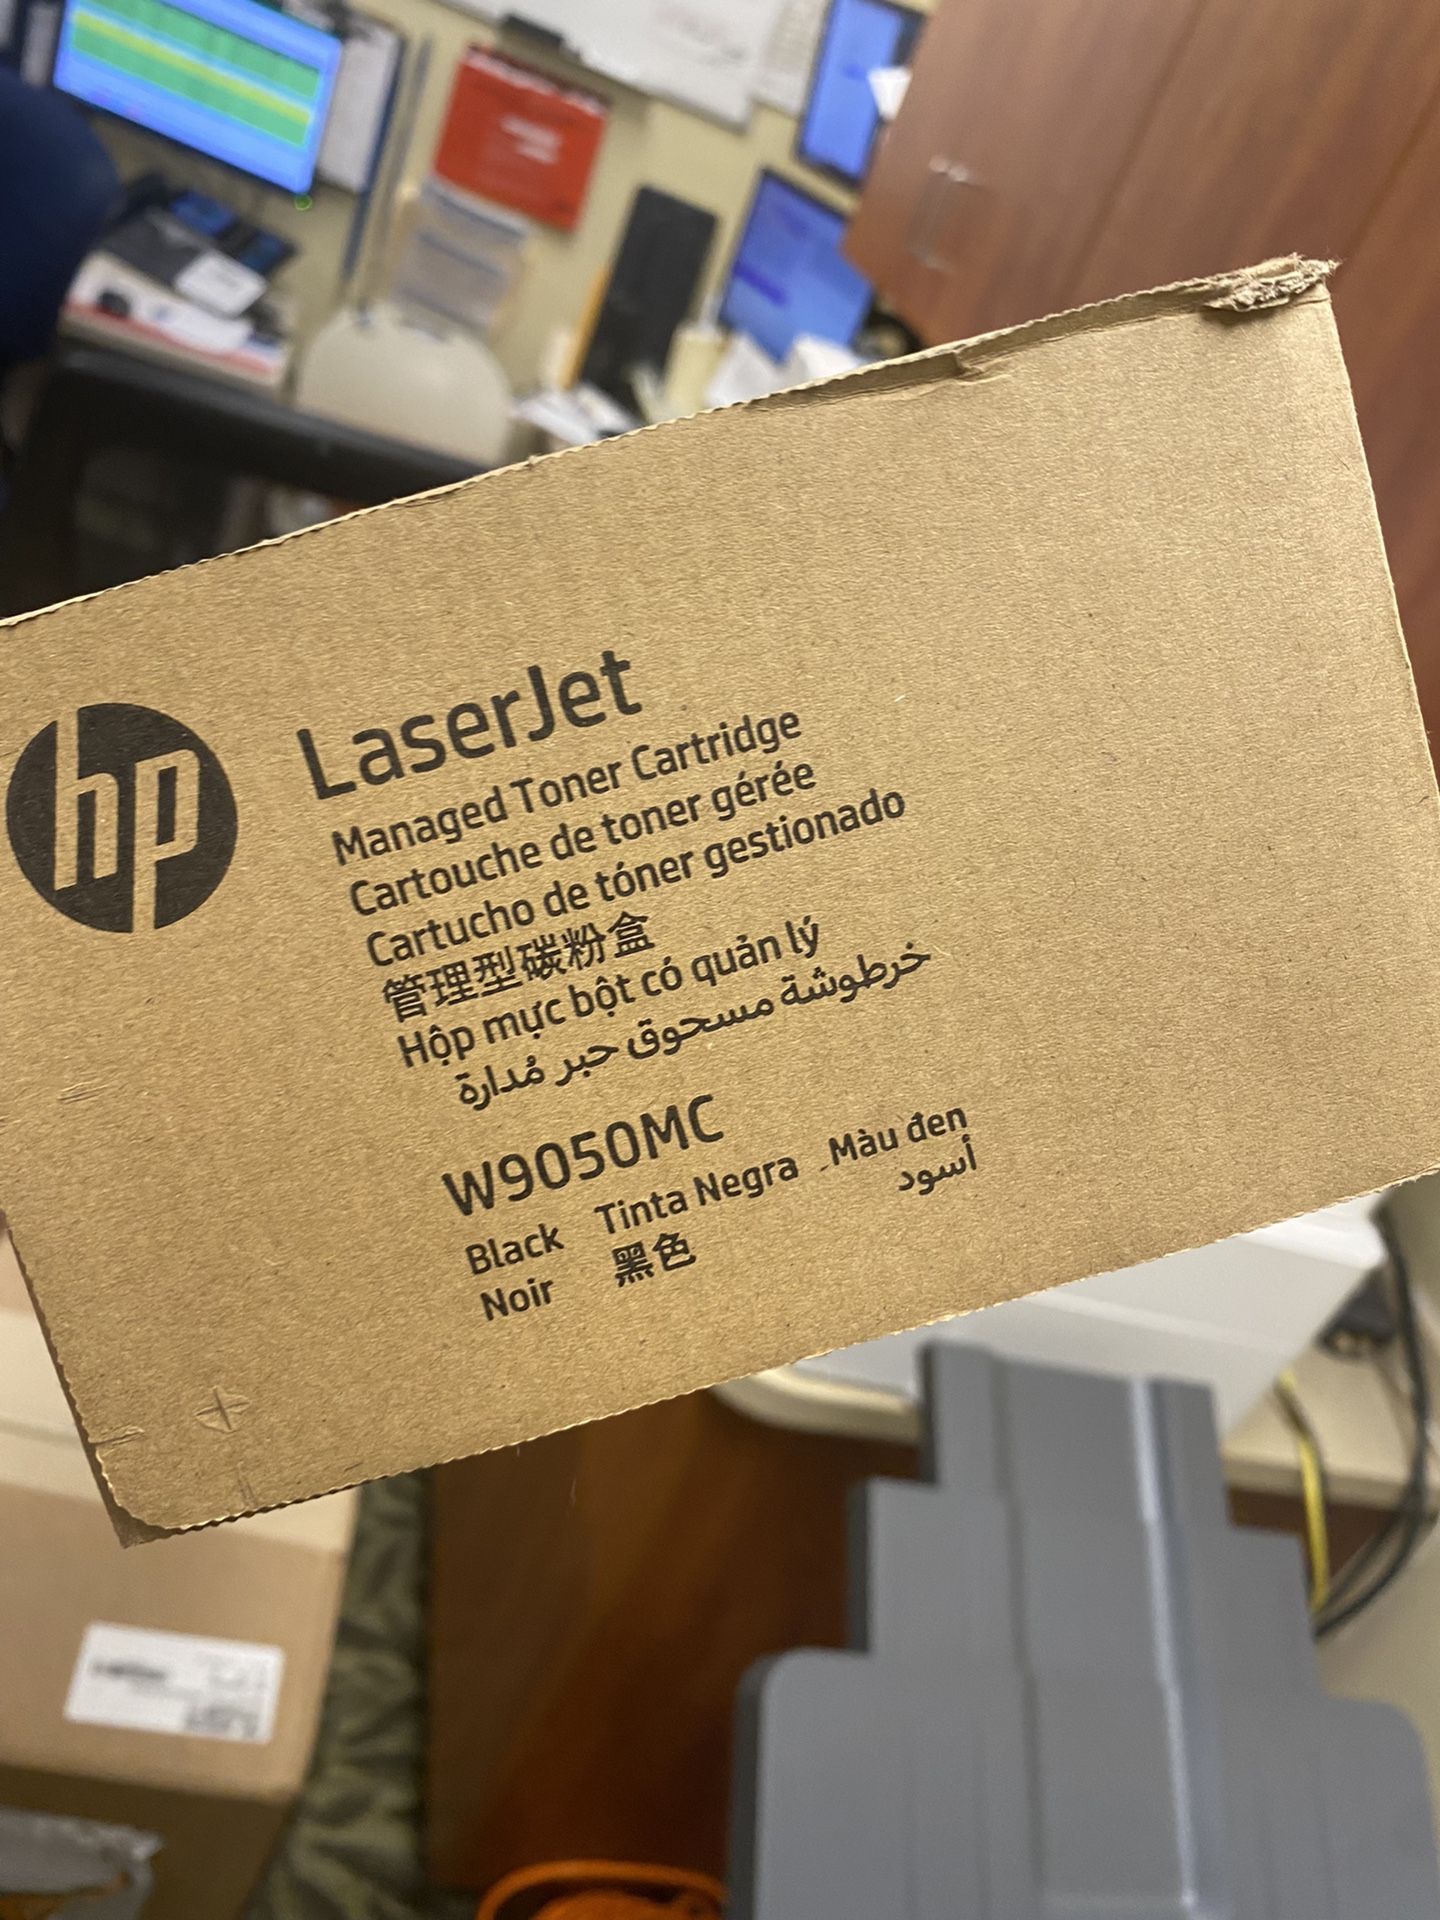 hp
LaserJet
Managed Toner Cartridge
Cartouche de toner gérée
Cartucho de tóner gestionado
管理型碳粉盒
Hộp mực bột có quản lý
خرطوشة مسحوق حبر مُدارة
W9050MC
Black Tinta Negra Màu đen
Noir 黑色 أسود